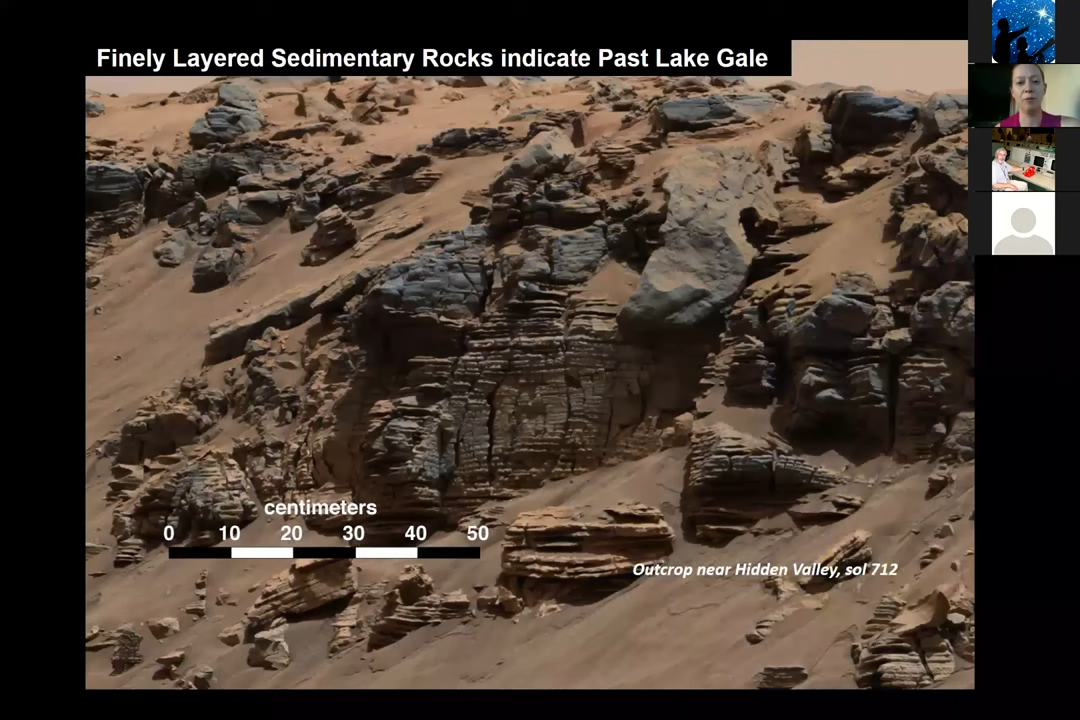 Finely Layered Sedimentary Rocks indicate Past Lake Gale
centimeters
0 10 20 30 40 50
Outcrop near Hidden Valley, sol 712